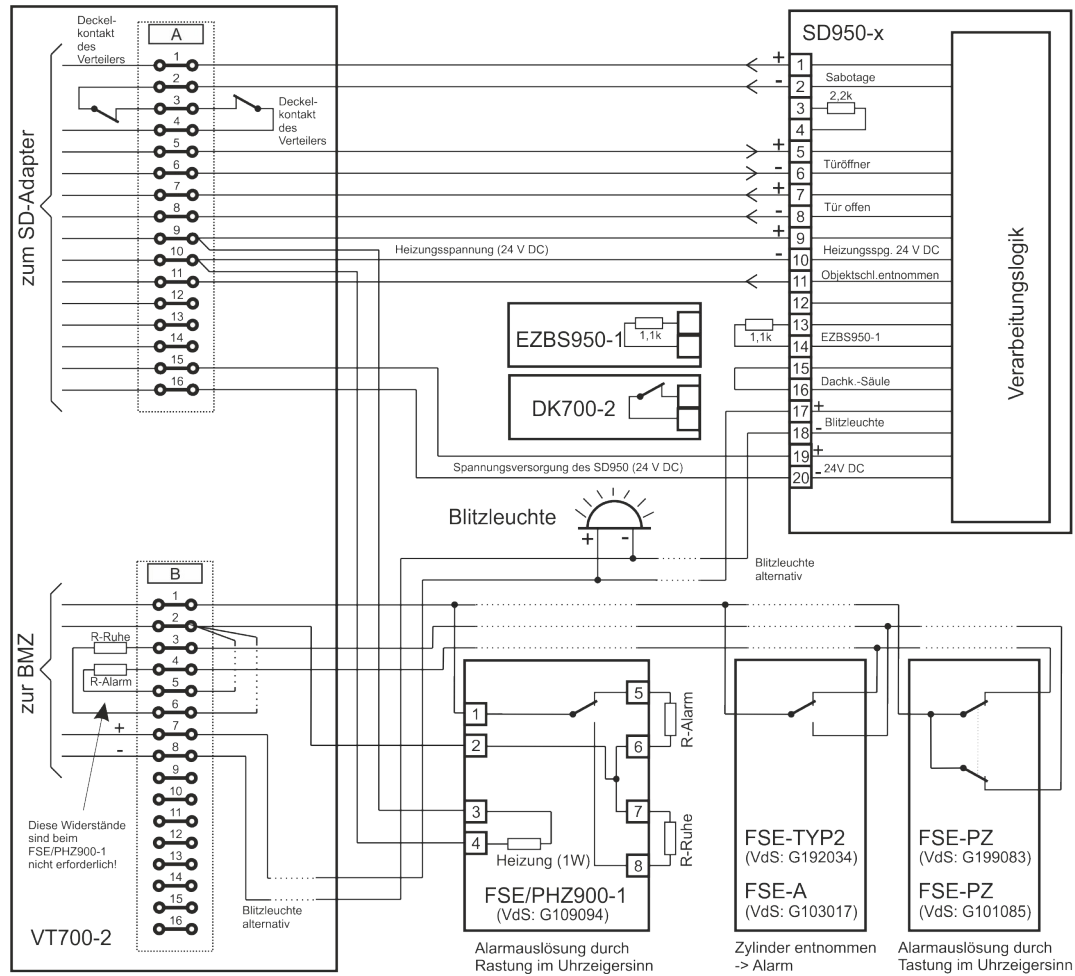 Deckel-
kontakt
des
Verteilers
A
1
2
3
4
5
6
7
8
9
10
11
12
13
14
15
16
Deckel-
kontakt
des
Verteilers
zum SD-Adapter
Heizungsspannung (24 V DC)
SD950-x
+ 1
- 2
3
4
+ 5
- 6
+ 7
- 8
+ 9
- 10
11
12
13
14
15
16
17 +
18 -
19 +
20 -
Sabotage
2,2k
Türöffner
Tür offen
Heizungsspg. 24 V DC
Objektschl.entnommen
EZBS950-1
Dachk.-Säule
Blitzleuchte
24V DC
Verarbeitungslogik
1,1k
EZBS950-1
1,1k
DK700-2
Spannungsversorgung des SD950 (24 V DC)
Blitzleuchte
+ -
Blitzleuchte
alternativ
B
1
2
3
4
5
6
7
8
9
10
11
12
13
14
15
16
zur BMZ
R-Ruhe
R-Alarm
+
-
Diese Widerstände
sind beim
FSE/PHZ900-1
nicht erforderlich!
Blitzleuchte
alternativ
VT700-2
1
2
3
4
5
6
7
8
R-Alarm
R-Ruhe
Heizung (1W)
FSE/PHZ900-1
(VdS: G109094)
Alarmauslösung durch
Rastung im Uhrzeigersinn
FSE-TYP2
(VdS: G192034)
FSE-A
(VdS: G103017)
Zylinder entnommen
-> Alarm
FSE-PZ
(VdS: G199083)
FSE-PZ
(VdS: G101085)
Alarmauslösung durch
Tastung im Uhrzeigersinn